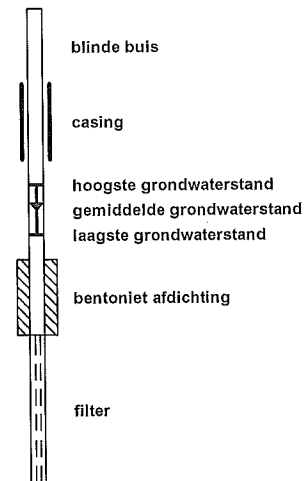 blinde buis
casing
hoogste grondwaterstand
gemiddelde grondwaterstand
laagste grondwaterstand
bentoniet afdichting
filter